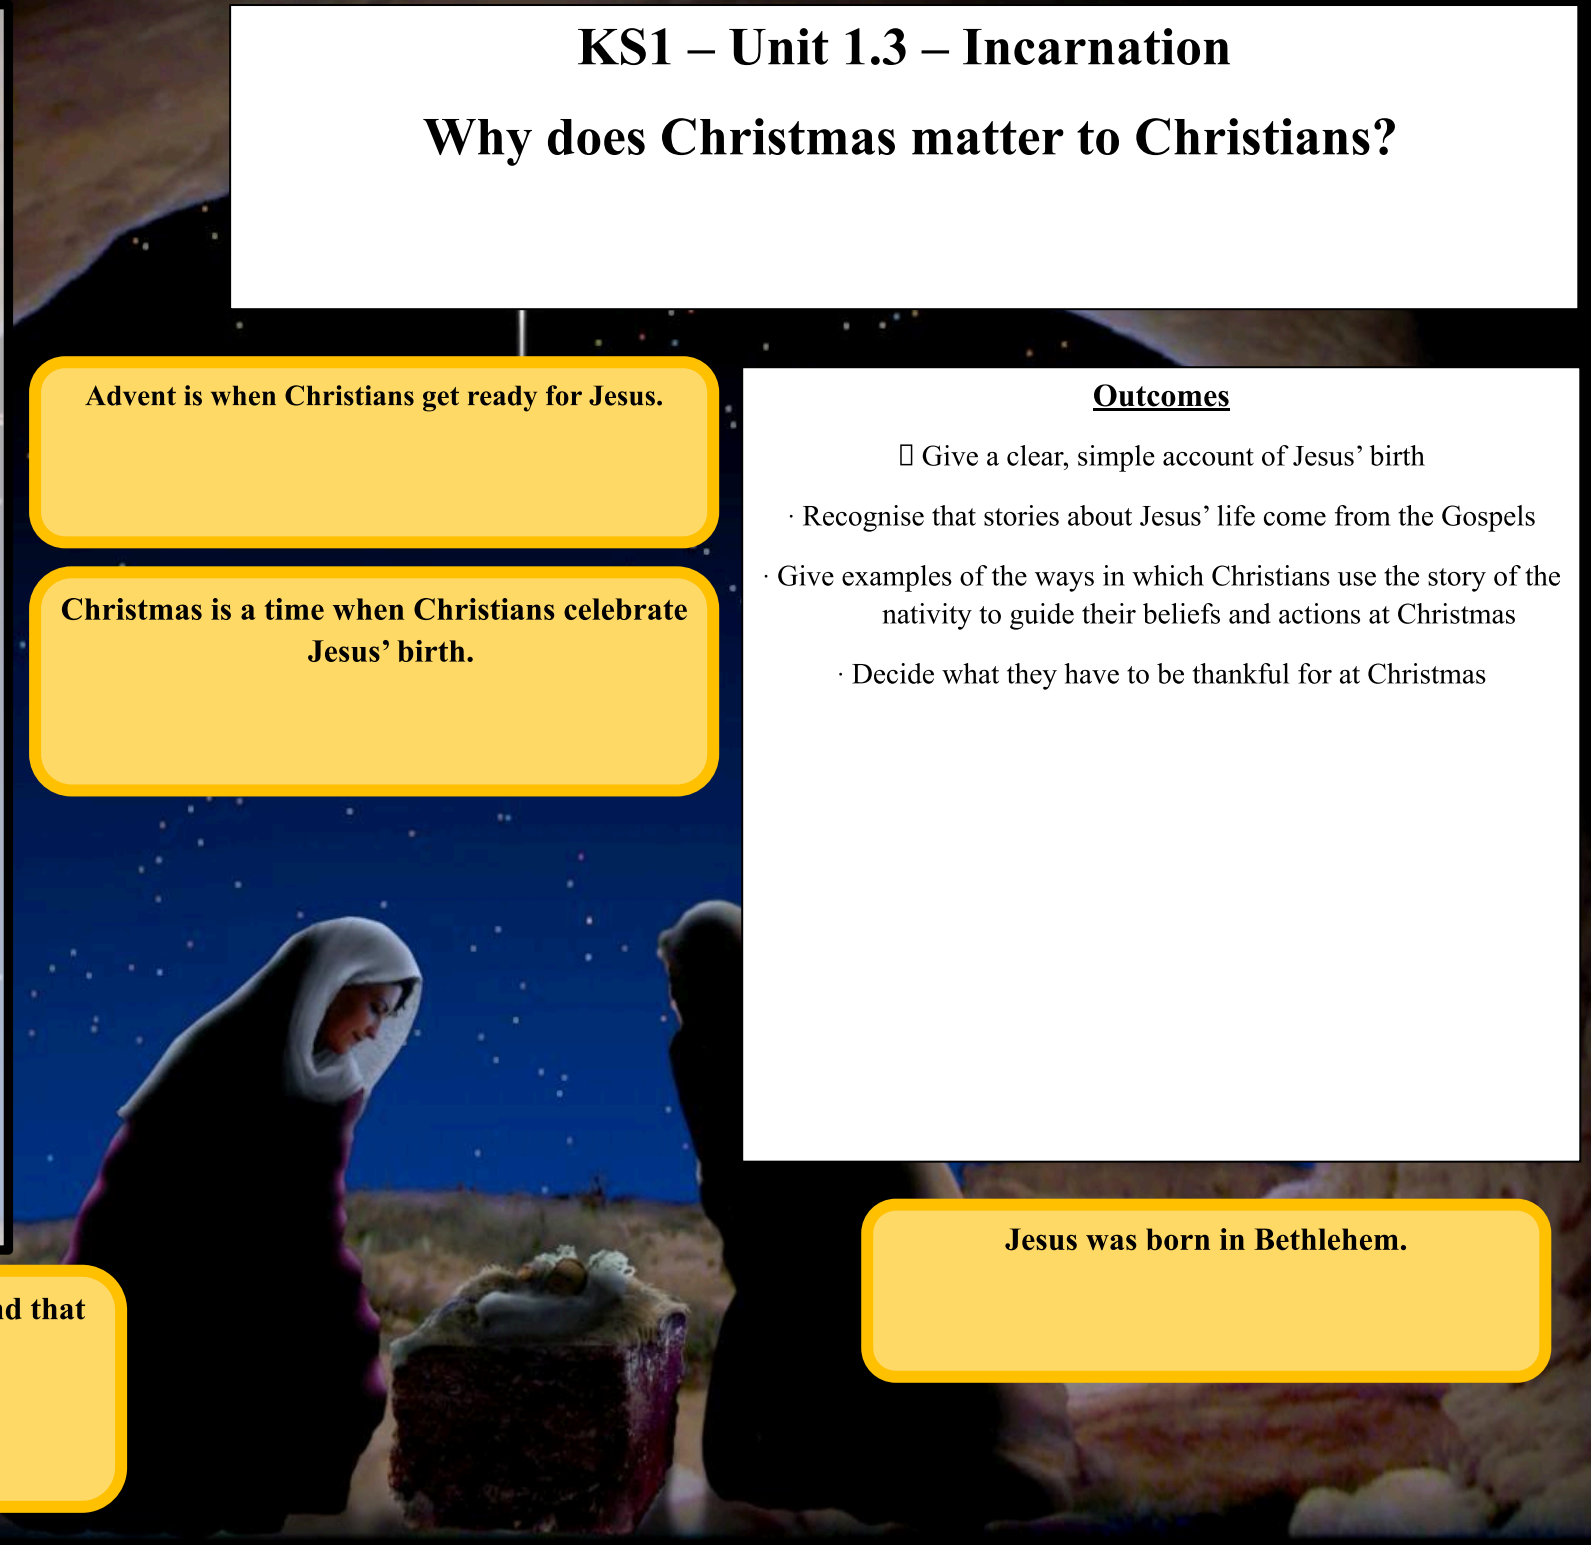 KS1 – Unit 1.3 – Incarnation
Why does Christmas matter to Christians?
Advent is when Christians get ready for Jesus.
Christmas is a time when Christians celebrate
Jesus’ birth.
Outcomes
Give a clear, simple account of Jesus’ birth
· Recognise that stories about Jesus’ life come from the Gospels
· Give examples of the ways in which Christians use the story of the
nativity to guide their beliefs and actions at Christmas
· Decide what they have to be thankful for at Christmas
Jesus was born in Bethlehem.
that